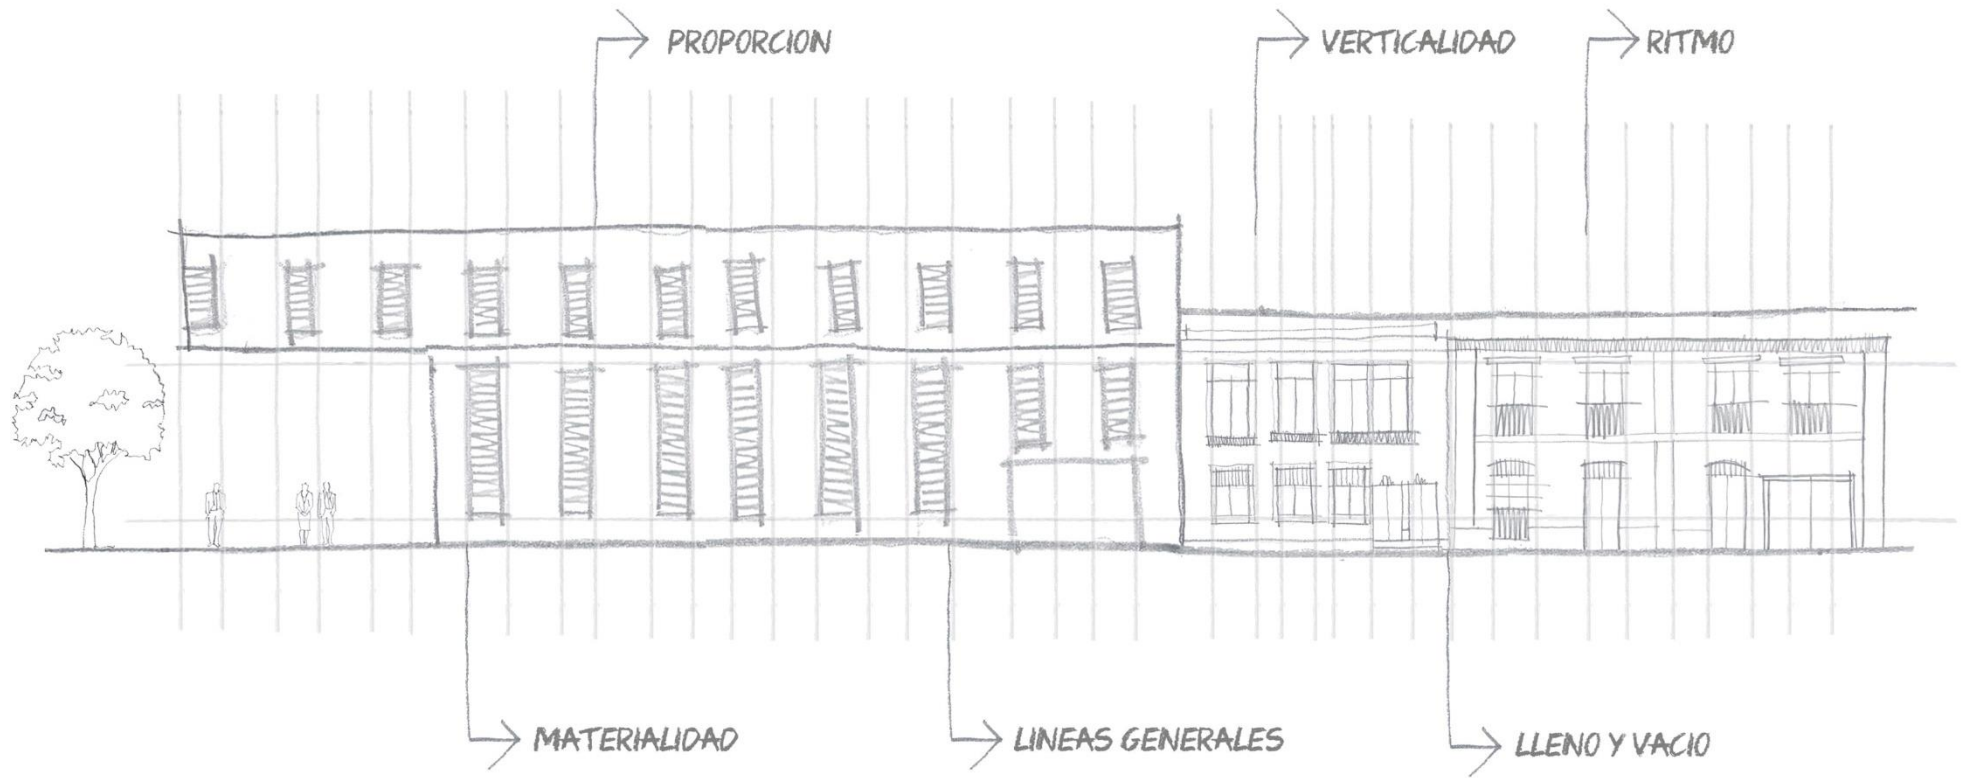 PROPORCION
VERTICALIDAD
RITMO
MATERIALIDAD
LINEAS GENERALES
LLENO Y VACIO